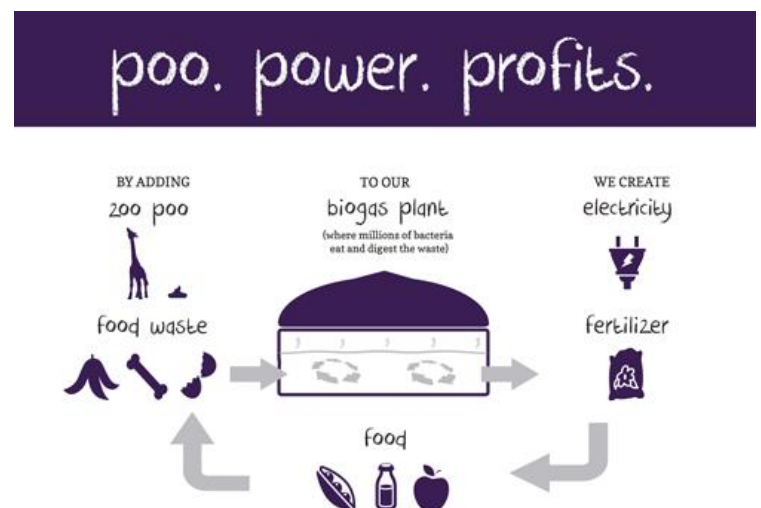 poo. power. profits.
BY ADDING
zoo poo
food waste
TO OUR
biogas plant
(where millions of bacteria
eat and digest the waste)
WE CREATE
electricity
fertilizer
food